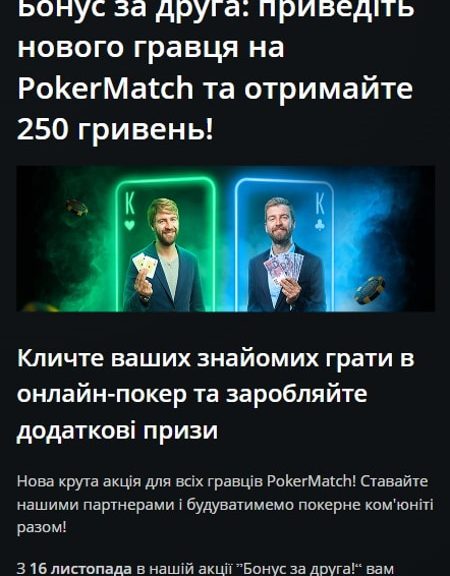 Бонус за друга: приведіть
нового гравця на
PokerMatch та отримайте
250 гривень!
K
K
Кличте ваших знайомих грати в
онлайн-покер та заробляйте
додаткові призи
Нова крута акція для всіх гравців PokerMatch! Ставайте
нашими партнерами і будуватимемо покерне ком'юніті
разом!
З 16 листопада в нашій акції ”Бонус за друга!“ вам